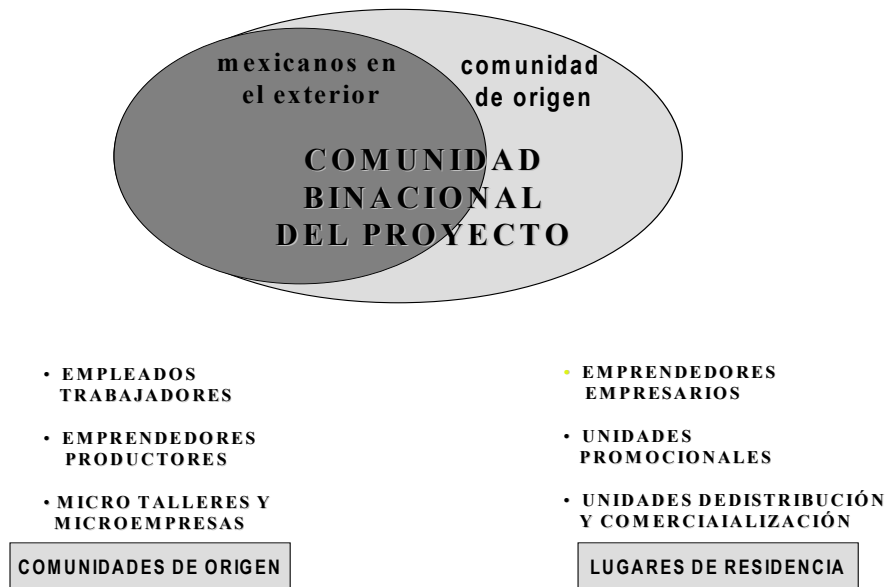 mexicanos en
el exterior
comunidad
de origen
COMUNIDAD
BINACIONAL
DEL PROYECTO
• EMPLEADOS
TRABAJADORES
• EMPRENDEDORES
PRODUCTORES
• MICRO TALLERES Y
MICROEMPRESAS
COMUNIDADES DE ORIGEN
• EMPRENDEDORES
EMPRESARIOS
• UNIDADES
PROMOCIONALES
• UNIDADES DEDISTRIBUCIÓN
Y COMERCIAIALIZACIÓN
LUGARES DE RESIDENCIA